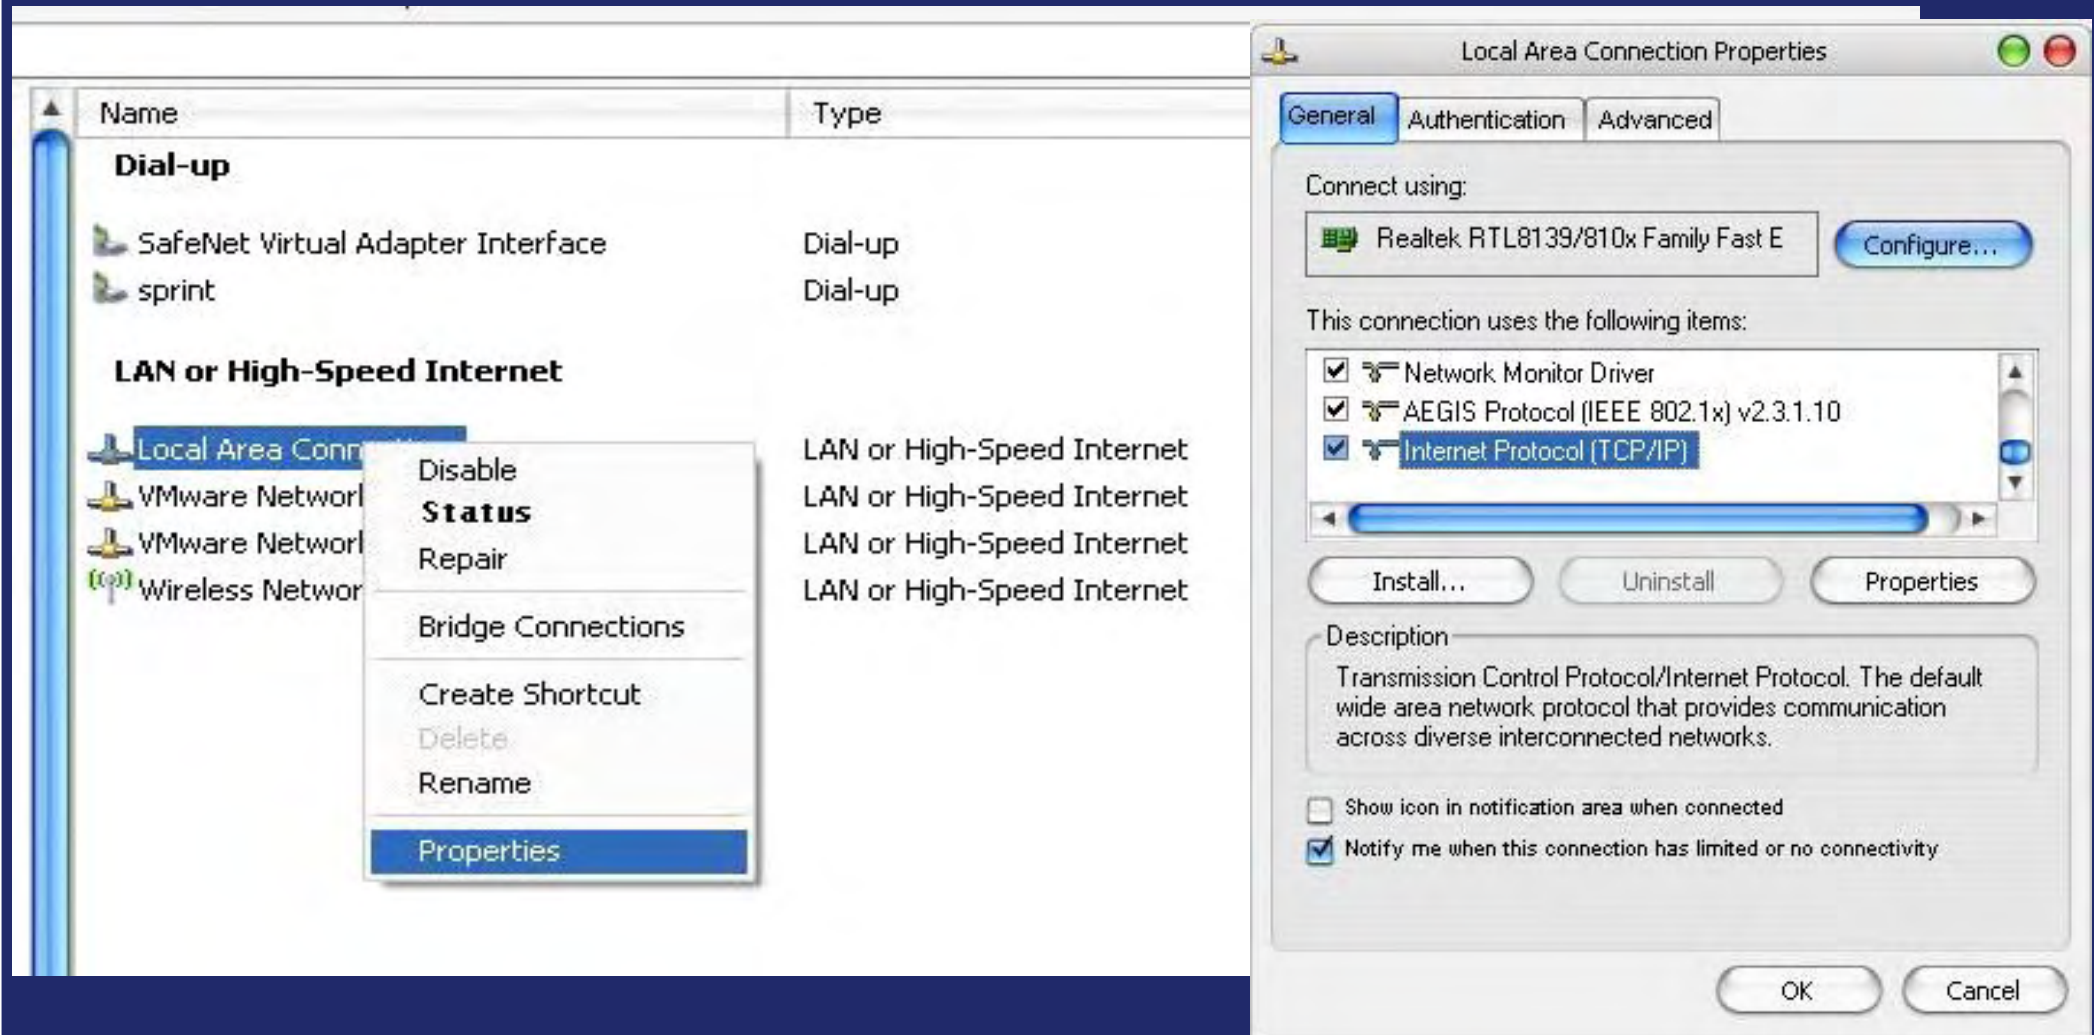 Name Type
Dial-up
SafeNet Virtual Adapter Interface Dial-up
sprint Dial-up
LAN or High-Speed Internet
Local Area Conn LAN or High-Speed Internet
VMware Network LAN or High-Speed Internet
VMware Network LAN or High-Speed Internet
Wireless Networ LAN or High-Speed Internet
Disable
Status
Repair
Bridge Connections
Create Shortcut
Delete
Rename
Properties
Local Area Connection Properties
General Authentication Advanced
Connect using:
Realtek RTL8139/810x Family Fast E Configure...
This connection uses the following items:
Network Monitor Driver
AEGIS Protocol (IEEE 802.1x) v2.3.1.10
Internet Protocol (TCP/IP)
Install... Uninstall Properties
Description
Transmission Control Protocol/Internet Protocol. The default
wide area network protocol that provides communication
across diverse interconnected networks.
Show icon in notification area when connected
Notify me when this connection has limited or no connectivity
OK Cancel